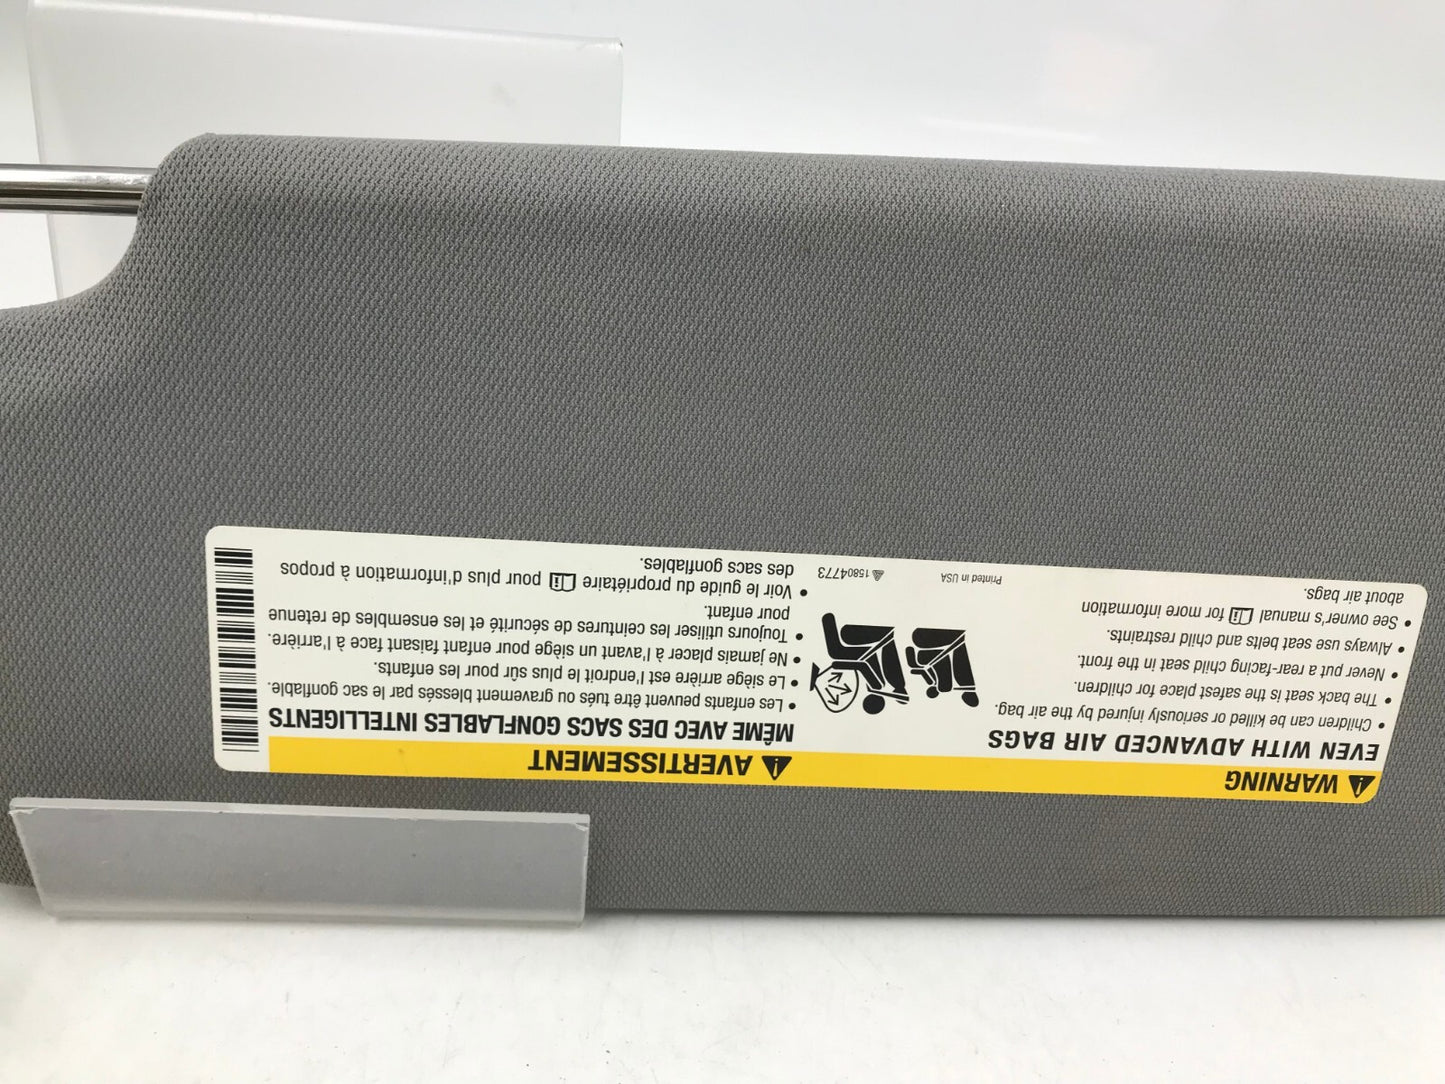 WARNING
EVEN WITH ADVANCED AIR BAGS
• Children can be killed or seriously injured by the air bag.
• The back seat is the safest place for children.
• Never put a rear-facing child seat in the front.
• Always use seat belts and child restraints.
• See owner's manual for more information
about air bags.
Printed in USA
15804773
AVERTISSEMENT
MÊME AVEC DES SACS GONFLABLES INTELLIGENTS
• Les enfants peuvent être tués ou gravement blessés par le sac gonflable.
• Le siège arrière est l'endroit le plus sûr pour les enfants.
• Ne jamais placer à l'avant un siège pour enfant faisant face à l'arrière.
• Toujours utiliser les ceintures de sécurité et les ensembles de retenue
pour enfant.
• Voir le guide du propriétaire pour plus d'information à propos
des sacs gonflables.